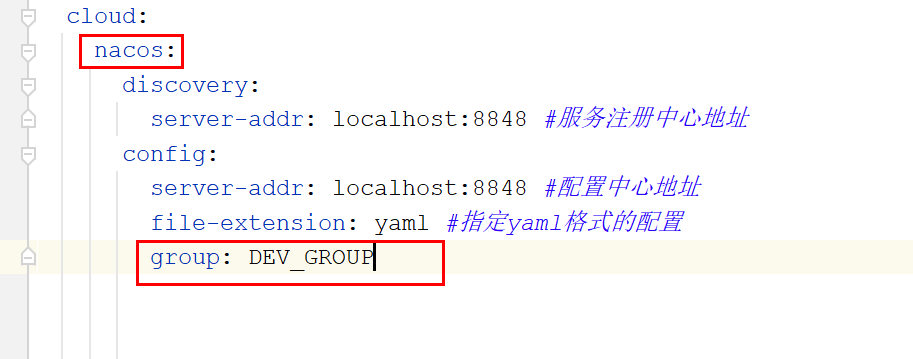 cloud:
nacos:
discovery:
server-addr: localhost:8848 #服务注册中心地址
config:
server-addr: localhost:8848 #配置中心地址
file-extension: yaml #指定yaml格式的配置
group: DEV_GROUP